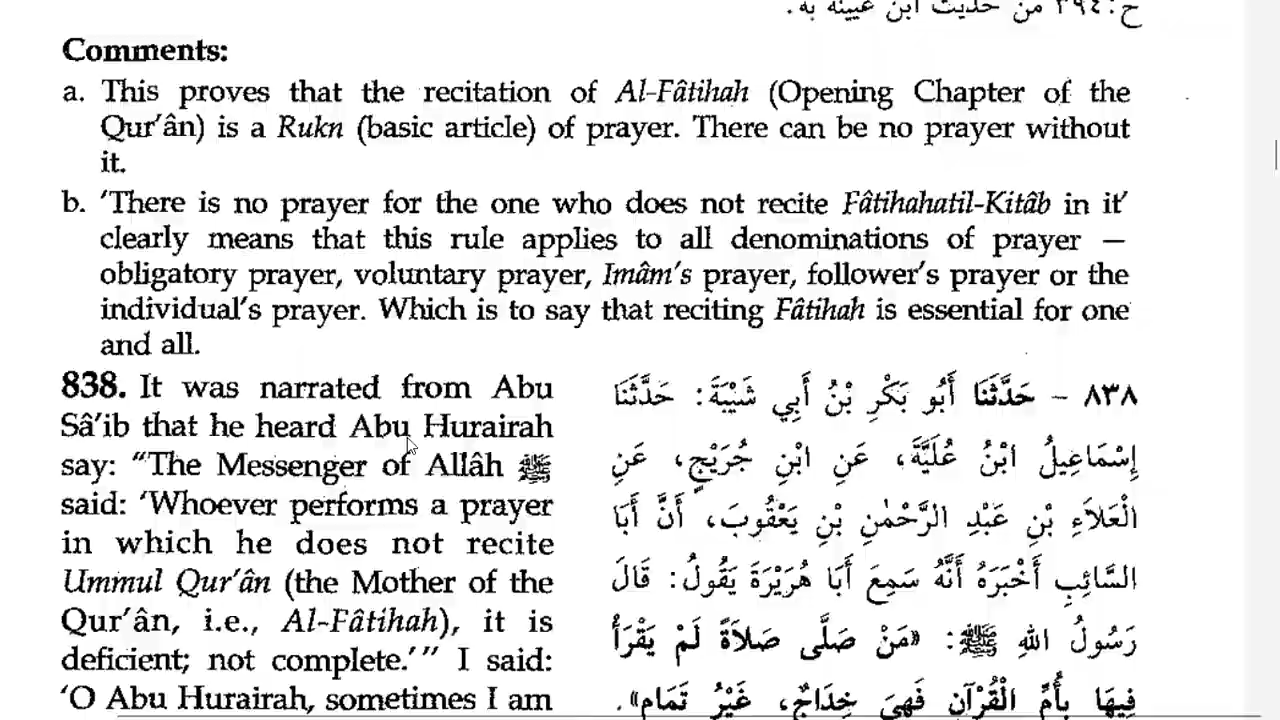 ح: ٣٩٤ من حديث ابن عيينة به.
Comments:
a. This proves that the recitation of Al-Fâtihah (Opening Chapter of the
Qur'ân) is a Rukn (basic article) of prayer. There can be no prayer without
it.
b. 'There is no prayer for the one who does not recite Fâtihahatil-Kitâb in it'
clearly means that this rule applies to all denominations of prayer —
obligatory prayer, voluntary prayer, Imâm's prayer, follower's prayer or the
individual's prayer. Which is to say that reciting Fâtihah is essential for one
and all.
838. It was narrated from Abu
Sâ'ib that he heard Abu Hurairah
say: "The Messenger of Allâh ﷺ
said: 'Whoever performs a prayer
in which he does not recite
Ummul Qur'ân (the Mother of the
Qur'ân, i.e., Al-Fâtihah), it is
deficient; not complete.'" I said:
'O Abu Hurairah, sometimes I am
٨٣٨ - حَدَّثَنَا أَبُو بَكْرِ بْنُ أَبِي شَيْبَةَ: حَدَّثَنَا
إِسْمَاعِيلُ ابْنُ عُلَيَّةَ، عَنِ ابْنِ جُرَيْجٍ، عَنِ
الْعَلاَءِ بْنِ عَبْدِ الرَّحْمٰنِ بْنِ يَعْقُوبَ، أَنَّ أَبَا
السَّائِبِ أَخْبَرَهُ أَنَّهُ سَمِعَ أَبَا هُرَيْرَةَ يَقُولُ: قَالَ
رَسُولُ اللهِ ﷺ: «مَنْ صَلَّى صَلاَةً لَمْ يَقْرَأْ
فِيهَا بِأُمِّ الْقُرْآنِ فَهِيَ خِدَاجٌ، غَيْرُ تَمَامٍ».